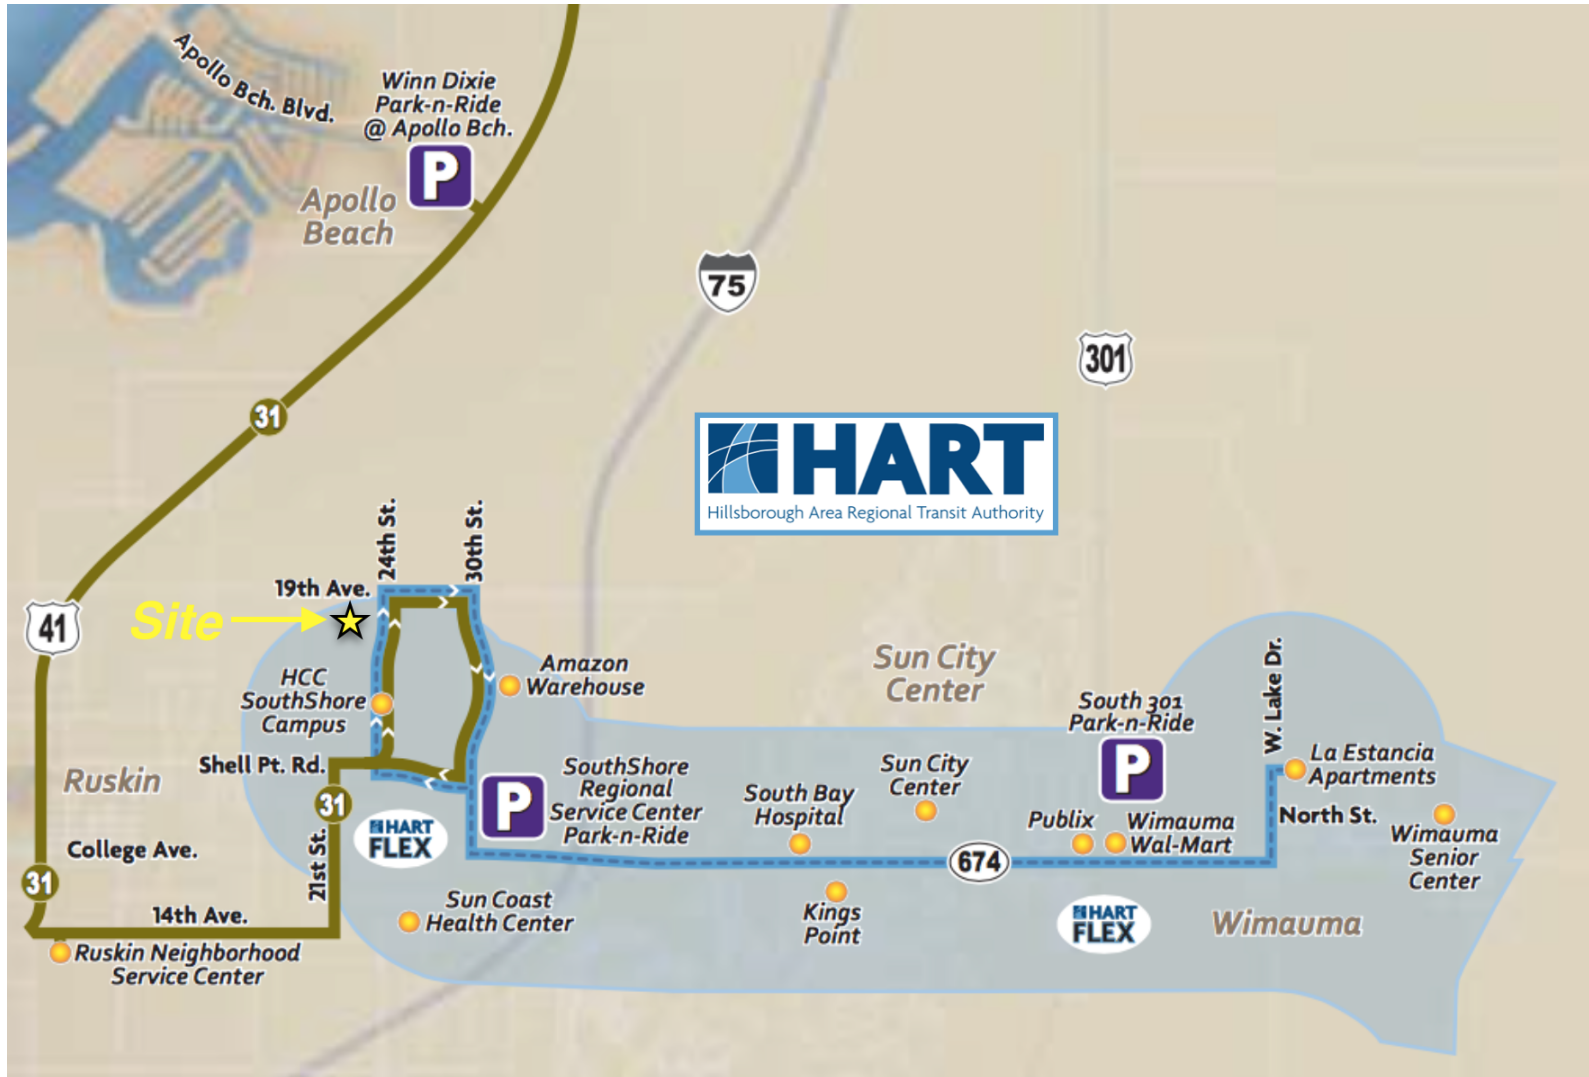 Apollo Bch. Blvd.
Winn Dixie
Park-n-Ride
@ Apollo Bch.
P
Apollo
Beach
75
301
31
HART
Hillsborough Area Regional Transit Authority
24th St.
30th St.
19th Ave.
Site
41
HCC
SouthShore
Campus
Amazon
Warehouse
Sun City
Center
South 301
Park-n-Ride
P
W. Lake Dr.
La Estancia
Apartments
Shell Pt. Rd.
Ruskin
31
SouthShore
Regional
Service Center
Park-n-Ride
P
South Bay
Hospital
Sun City
Center
Publix
Wimauma
Wal-Mart
North St.
Wimauma
Senior
Center
HART
FLEX
College Ave.
21st St.
31
674
14th Ave.
Sun Coast
Health Center
Kings
Point
HART
FLEX
Wimauma
Ruskin Neighborhood
Service Center